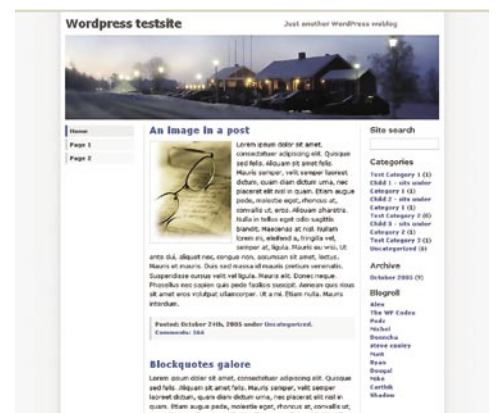 Wordpress testsite
Just another WordPress weblog
Home
Page 1
Page 2
An image in a post
Lorem ipsum dolor sit amet,
consectetuer adipiscing elit. Quisque
sed felis. Aliquam sit amet felis.
Mauris semper, velit semper laoreet
dictum, quam diam dictum urna, nec
placerat elit nisl in quam. Etiam augue
pede, molestie eget, rhoncus at,
convallis ut, eros. Aliquam pharetra.
Nulla in tellus eget odio sagittis
blandit. Maecenas at nisl. Nullam
lorem mi, eleifend a, fringilla vel,
semper at, ligula. Mauris eu wisi. Ut
ante dui, aliquet nec, congue non, accumsan sit amet, lectus.
Mauris et mauris. Duis sed massa id mauris pretium venenatis.
Suspendisse cursus velit vel ligula. Mauris elit. Donec neque.
Phasellus nec sapien quis pede facilisis suscipit. Aenean quis risus
sit amet eros volutpat ullamcorper. Ut a mi. Etiam nulla. Mauris
interdum.
Posted: October 24th, 2005 under Uncategorized.
Comments: 164
Blockquotes galore
Lorem ipsum dolor sit amet, consectetuer adipiscing elit. Quisque
sed felis. Aliquam sit amet felis. Mauris semper, velit semper
laoreet dictum, quam diam dictum urna, nec placerat elit nisl in
quam. Etiam augue pede, molestie eget, rhoncus at, convallis ut,
Site search
Categories
Test Category 1 (1)
Child 1 - sits under
Category 1 (1)
Child 2 - sits under
Category 1 (1)
Test Category 2 (6)
Child 3 - sits under
Category 2 (1)
Test Category 3 (1)
Uncategorized (6)
Archive
October 2005 (9)
Blogroll
Alex
The WP Codex
Podz
Michel
Donncha
steve cooley
Matt
Ryan
Dougal
Mike
Carthik
Shadow